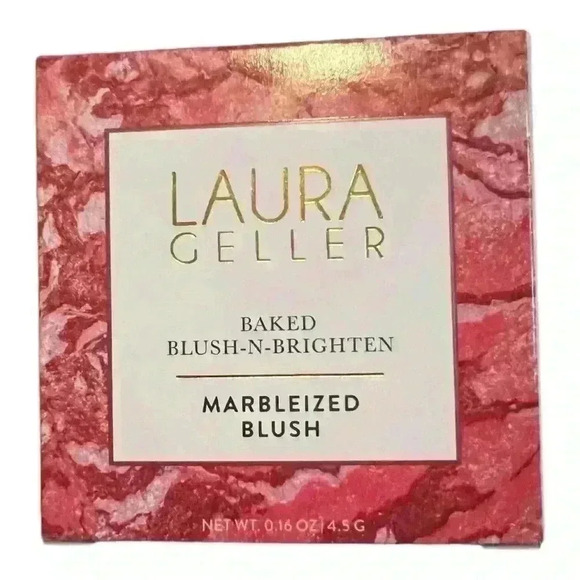 LAURA
GELLER
BAKED
BLUSH-N-BRIGHTEN
MARBLEIZED
BLUSH
NET WT. 0.16 OZ | 4.5 G